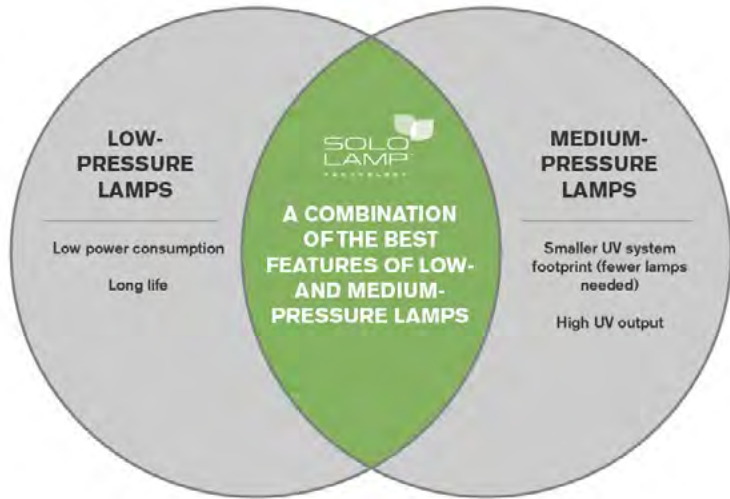 LOW-
PRESSURE
LAMPS
Low power consumption
Long life
SOLO
LAMP
TECHNOLOGY
A COMBINATION
OF THE BEST
FEATURES OF LOW-
AND MEDIUM-
PRESSURE LAMPS
MEDIUM-
PRESSURE
LAMPS
Smaller UV system
footprint (fewer lamps
needed)
High UV output